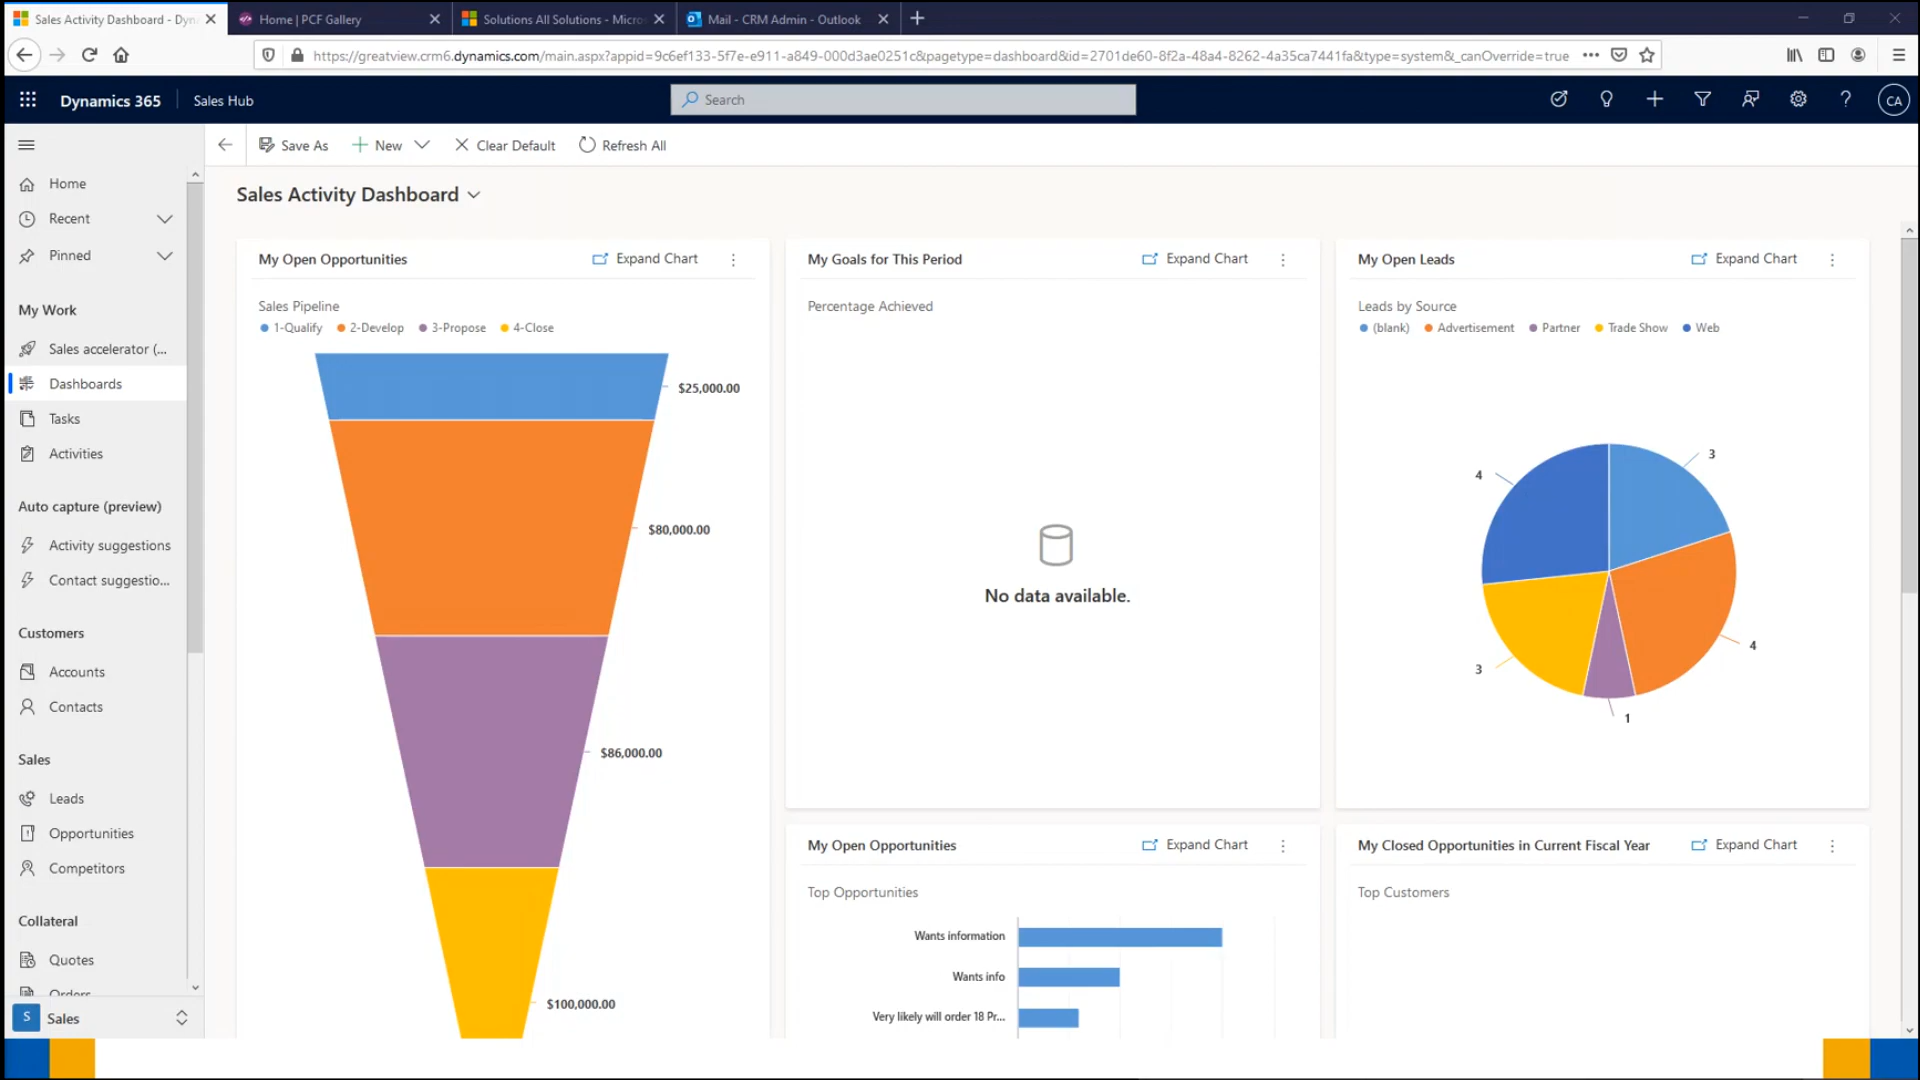 Sales Activity Dashboard - Dyn
Home | PCF Gallery
Solutions All Solutions - Micros
Mail - CRM Admin - Outlook
https://greatview.crm6.dynamics.com/main.aspx?appid=9c6ef133-5f7e-e911-a849-000d3ae0251c&pagetype=dashboard&id=2701de60-8f2a-48a4-8262-4a35ca7441fa&type=system&_canOverride=true
Dynamics 365
Sales Hub
Search
CA
Save As
New
Clear Default
Refresh All
Home
Recent
Pinned
My Work
Sales accelerator (...
Dashboards
Tasks
Activities
Auto capture (preview)
Activity suggestions
Contact suggestio...
Customers
Accounts
Contacts
Sales
Leads
Opportunities
Competitors
Collateral
Quotes
Orders
S Sales
Sales Activity Dashboard
My Open Opportunities
Expand Chart
Sales Pipeline
1-Qualify 2-Develop 3-Propose 4-Close
$25,000.00
$80,000.00
$86,000.00
$100,000.00
My Goals for This Period
Expand Chart
Percentage Achieved
No data available.
My Open Leads
Expand Chart
Leads by Source
(blank) Advertisement Partner Trade Show Web
3
4
4
3
1
My Open Opportunities
Expand Chart
Top Opportunities
Wants information
Wants info
Very likely will order 18 Pr...
My Closed Opportunities in Current Fiscal Year
Expand Chart
Top Customers